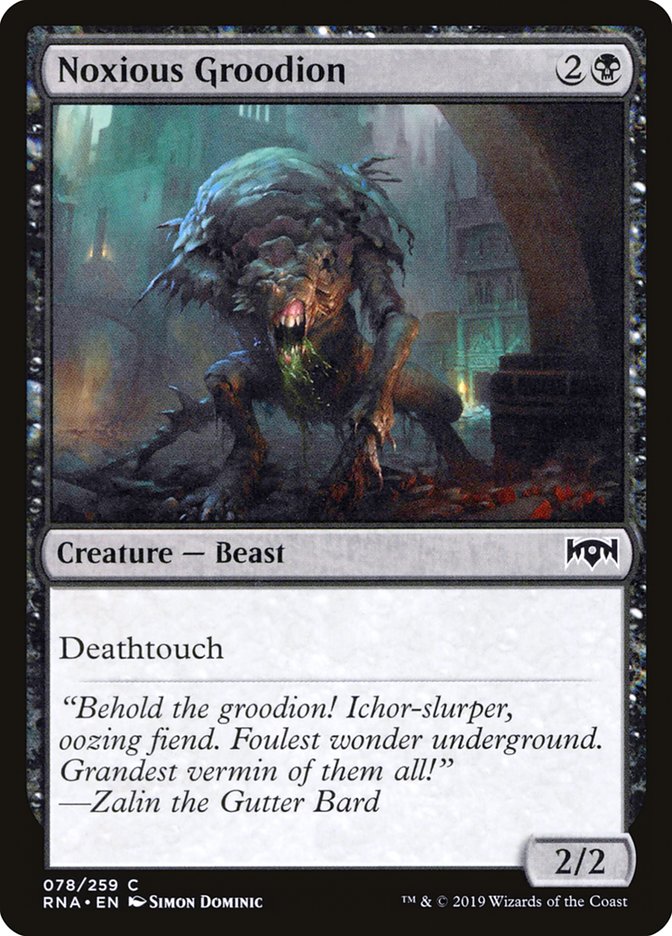 Noxious Groodion 2
Creature — Beast
Deathtouch
“Behold the groodion! Ichor-slurper,
oozing fiend. Foulest wonder underground.
Grandest vermin of them all!”
—Zalin the Gutter Bard
2/2
078/259 C
RNA • EN Simon Dominic
™ & © 2019 Wizards of the Coast